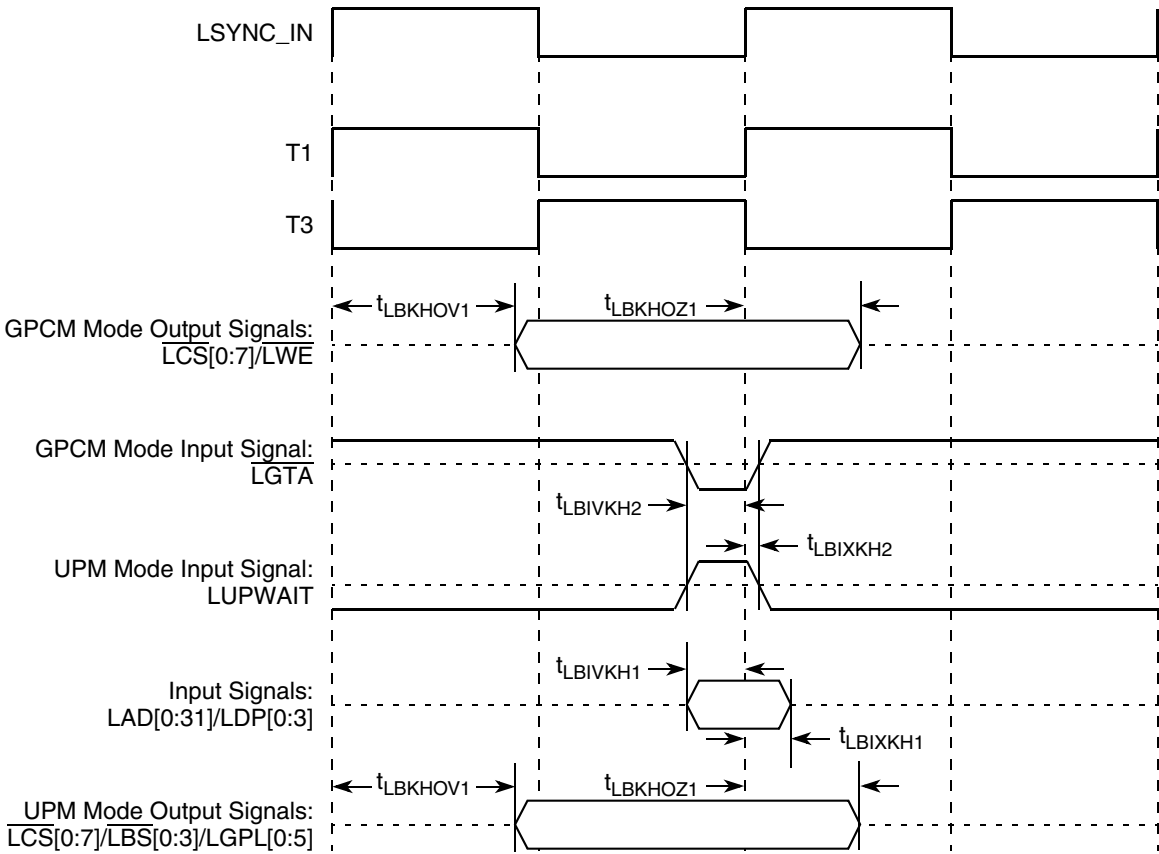 LSYNC_IN
T1
T3
tLBKHOV1
tLBKHOZ1
GPCM Mode Output Signals:
LCS[0:7]/LWE
GPCM Mode Input Signal:
LGTA
tLBIVKH2
tLBIXKH2
UPM Mode Input Signal:
LUPWAIT
tLBIVKH1
Input Signals:
LAD[0:31]/LDP[0:3]
tLBIXKH1
tLBKHOV1
tLBKHOZ1
UPM Mode Output Signals:
LCS[0:7]/LBS[0:3]/LGPL[0:5]